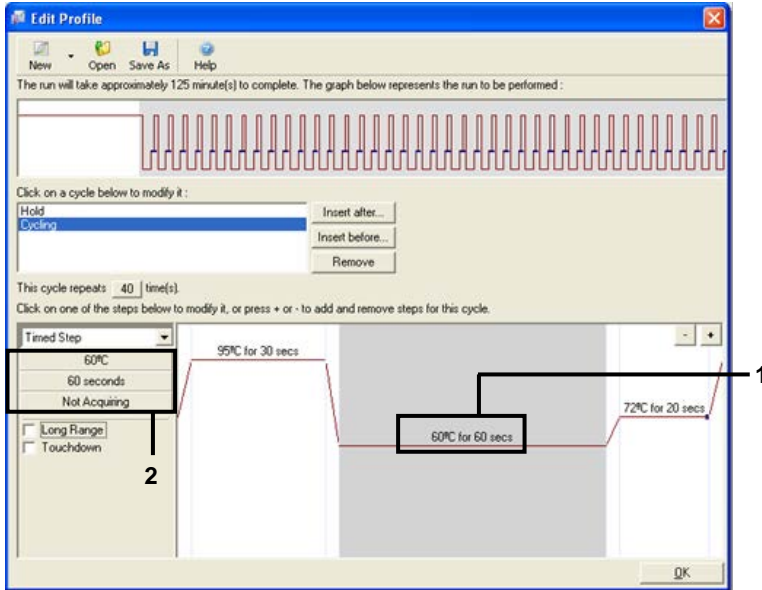 Edit Profile
New Open Save As Help
The run will take approximately 125 minute(s) to complete. The graph below represents the run to be performed :
Click on a cycle below to modify it :
Hold
Cycling
Insert after...
Insert before...
Remove
This cycle repeats 40 time(s).
Click on one of the steps below to modify it, or press + or - to add and remove steps for this cycle.
Timed Step
- +
60ºC
60 seconds
Not Acquiring
Long Range
Touchdown
95ºC for 30 secs
60ºC for 60 secs
72ºC for 20 secs
1
2
OK